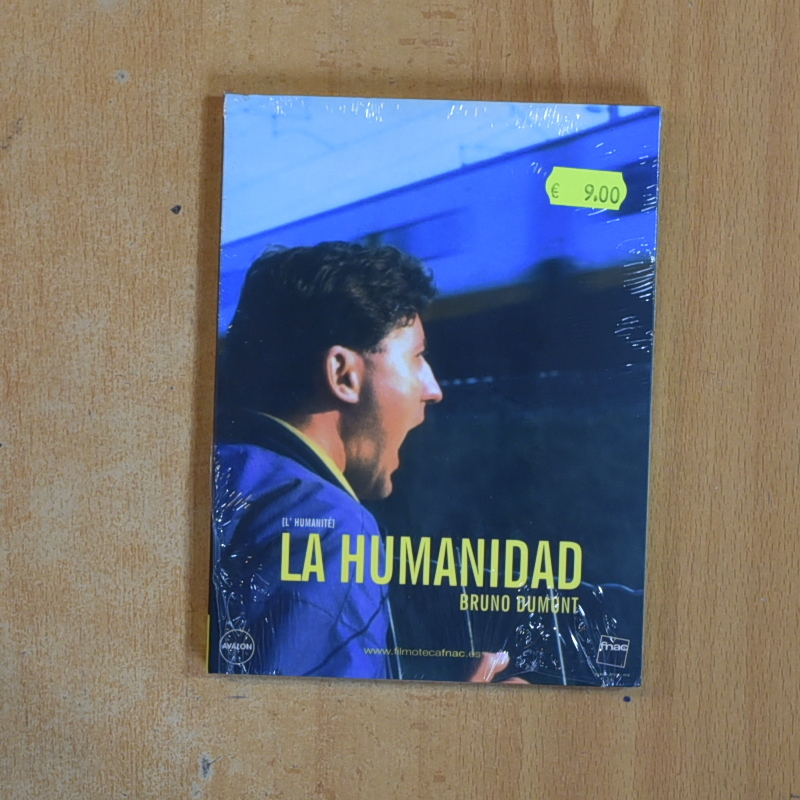 € 9.00
[L' HUMANITÉ]
LA HUMANIDAD
BRUNO DUMONT
AVALON
fnac
www.filmotecafnac.es